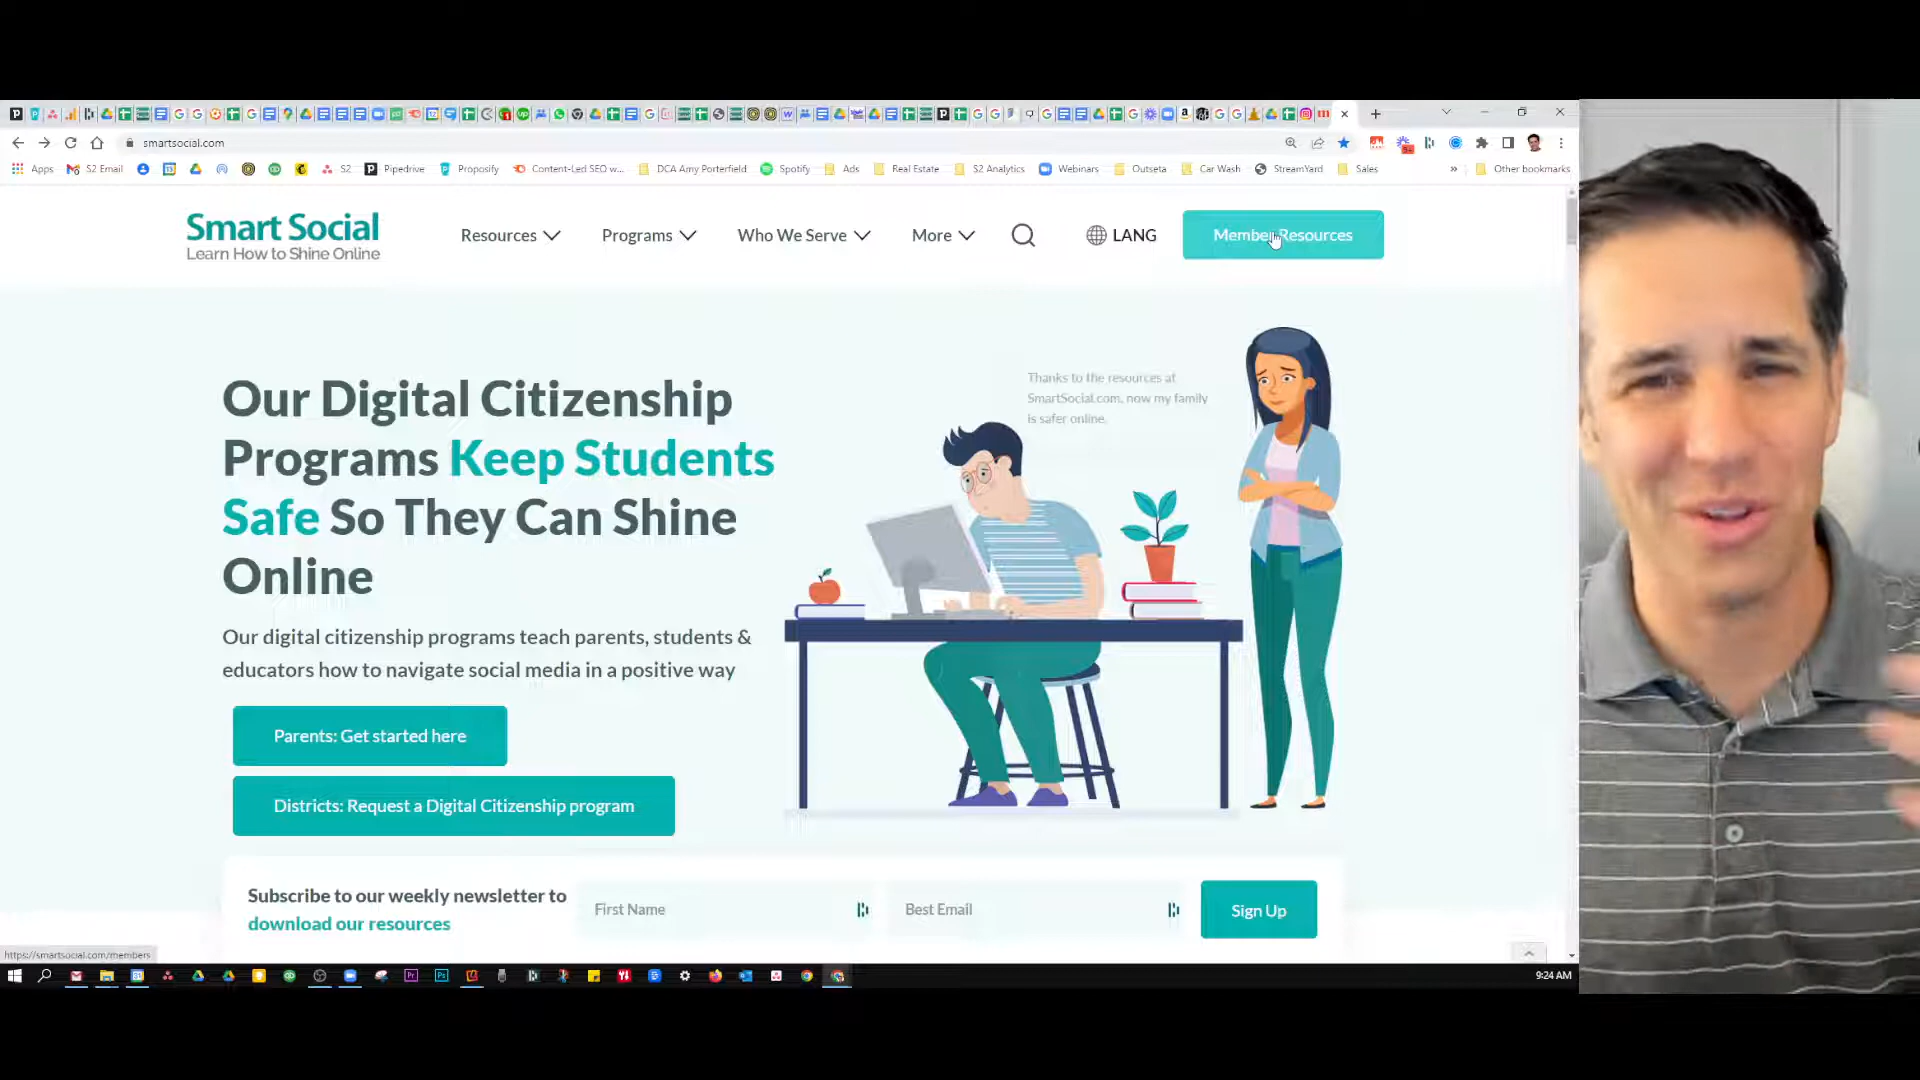 smartsocial.com
Apps S2 Email S2 Pipedrive Proposify Content-Led SEO w... DCA Amy Porterfield Spotify Ads Real Estate S2 Analytics Webinars Outseta Car Wash StreamYard Sales » Other bookmarks
Smart Social
Learn How to Shine Online
Resources Programs Who We Serve More LANG Member Resources
Thanks to the resources at
SmartSocial.com, now my family
is safer online.
Our Digital Citizenship
Programs Keep Students
Safe So They Can Shine
Online
Our digital citizenship programs teach parents, students &
educators how to navigate social media in a positive way
Parents: Get started here
Districts: Request a Digital Citizenship program
Subscribe to our weekly newsletter to
download our resources
First Name
Best Email
Sign Up
https://smartsocial.com/members
9:24 AM